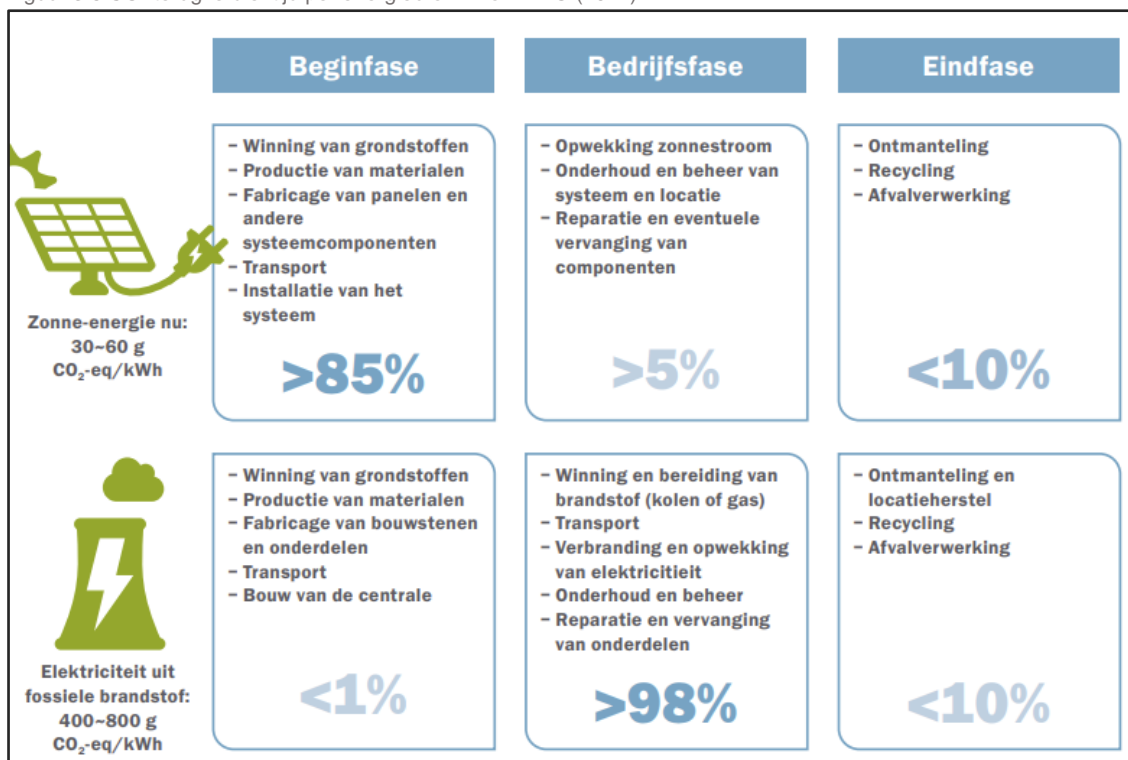 Beginfase
Bedrijfsfase
Eindfase
Zonne-energie nu:
30~60 g
CO₂-eq/kWh
– Winning van grondstoffen
– Productie van materialen
– Fabricage van panelen en
andere
systeemcomponenten
– Transport
– Installatie van het
systeem
>85%
– Opwekking zonnestroom
– Onderhoud en beheer van
systeem en locatie
– Reparatie en eventuele
vervanging van
componenten
>5%
– Ontmanteling
– Recycling
– Afvalverwerking
<10%
Elektriciteit uit
fossiele brandstof:
400~800 g
CO₂-eq/kWh
– Winning van grondstoffen
– Productie van materialen
– Fabricage van bouwstenen
en onderdelen
– Transport
– Bouw van de centrale
<1%
– Winning en bereiding van
brandstof (kolen of gas)
– Transport
– Verbranding en opwekking
van elektricitieit
– Onderhoud en beheer
– Reparatie en vervanging
van onderdelen
>98%
– Ontmanteling en
locatieherstel
– Recycling
– Afvalverwerking
<10%